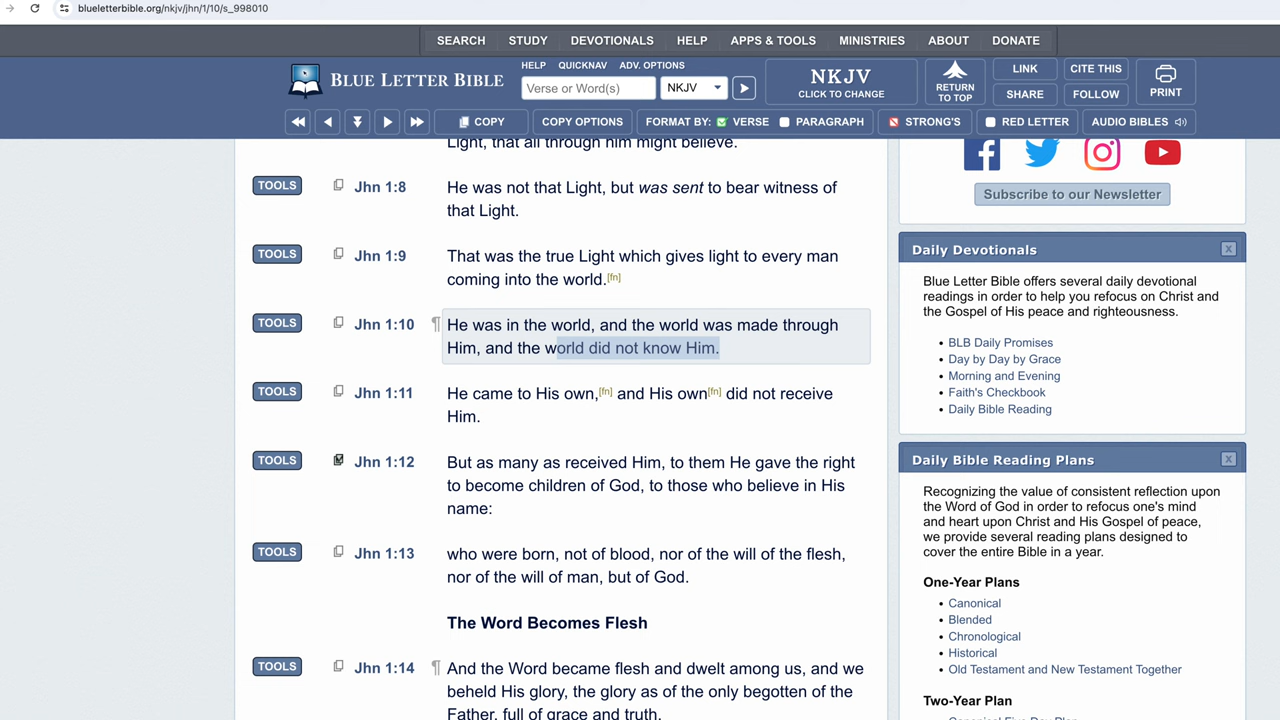 blueletterbible.org/nkjv/jhn/1/10/s_998010
SEARCH STUDY DEVOTIONALS HELP APPS & TOOLS MINISTRIES ABOUT DONATE
BLUE LETTER BIBLE
HELP QUICKNAV ADV. OPTIONS
Verse or Word(s) NKJV
NKJV
CLICK TO CHANGE
RETURN
TO TOP
LINK CITE THIS
SHARE FOLLOW
PRINT
COPY COPY OPTIONS FORMAT BY: VERSE PARAGRAPH STRONG'S RED LETTER AUDIO BIBLES
Light, that all through him might believe.
TOOLS Jhn 1:8 He was not that Light, but was sent to bear witness of
that Light.
TOOLS Jhn 1:9 That was the true Light which gives light to every man
coming into the world.[fn]
TOOLS Jhn 1:10 ¶ He was in the world, and the world was made through
Him, and the world did not know Him.
TOOLS Jhn 1:11 He came to His own,[fn] and His own[fn] did not receive
Him.
TOOLS Jhn 1:12 But as many as received Him, to them He gave the right
to become children of God, to those who believe in His
name:
TOOLS Jhn 1:13 who were born, not of blood, nor of the will of the flesh,
nor of the will of man, but of God.
The Word Becomes Flesh
TOOLS Jhn 1:14 ¶ And the Word became flesh and dwelt among us, and we
beheld His glory, the glory as of the only begotten of the
Father, full of grace and truth.
Subscribe to our Newsletter
Daily Devotionals X
Blue Letter Bible offers several daily devotional
readings in order to help you refocus on Christ and
the Gospel of His peace and righteousness.
• BLB Daily Promises
• Day by Day by Grace
• Morning and Evening
• Faith's Checkbook
• Daily Bible Reading
Daily Bible Reading Plans X
Recognizing the value of consistent reflection upon
the Word of God in order to refocus one's mind
and heart upon Christ and His Gospel of peace,
we provide several reading plans designed to
cover the entire Bible in a year.
One-Year Plans
• Canonical
• Blended
• Chronological
• Historical
• Old Testament and New Testament Together
Two-Year Plan